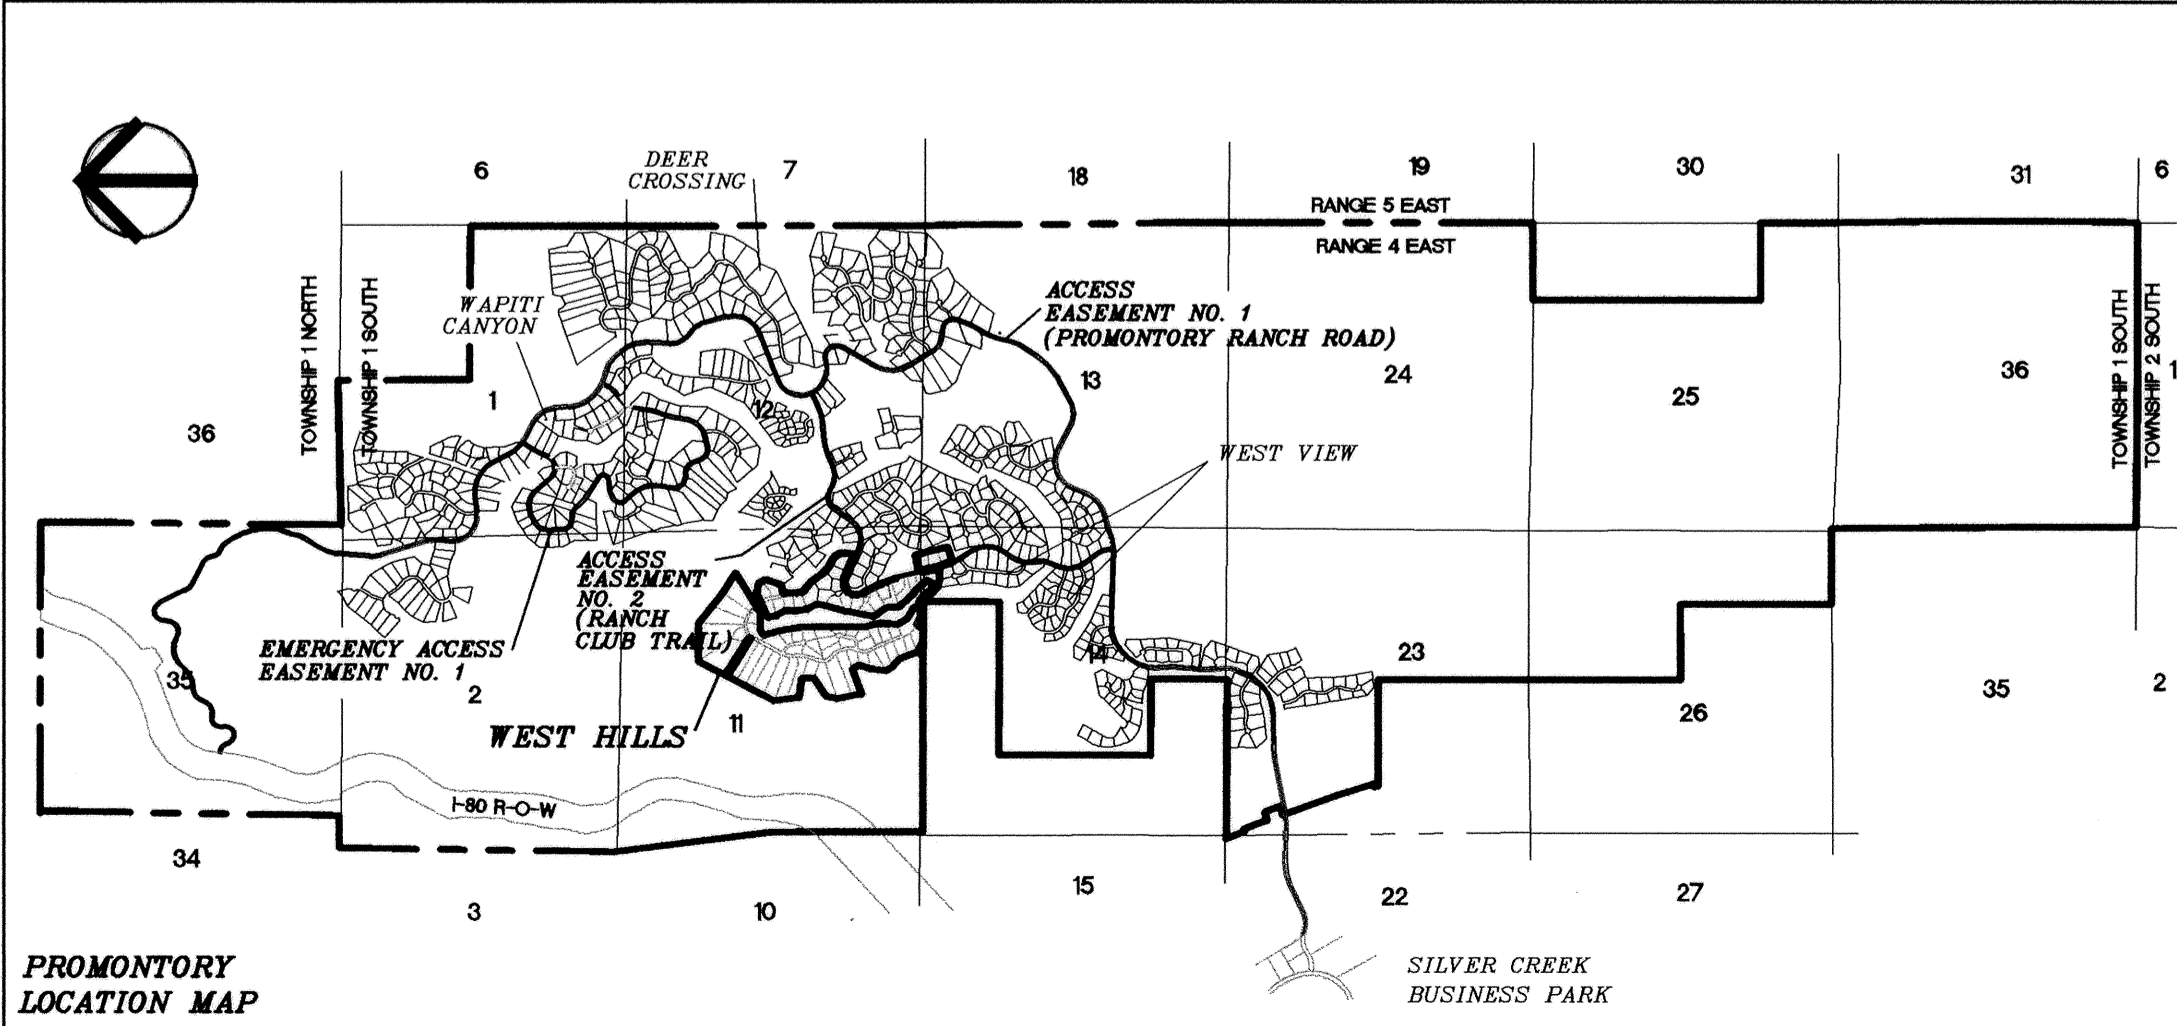 6
DEER
CROSSING
7
18
19
30
31
6
RANGE 5 EAST
RANGE 4 EAST
TOWNSHIP 1 NORTH
TOWNSHIP 1 SOUTH
WAPITI
CANYON
ACCESS
EASEMENT NO. 1
(PROMONTORY RANCH ROAD)
TOWNSHIP 1 SOUTH
TOWNSHIP 2 SOUTH
36
1
12
13
24
25
36
1
WEST VIEW
ACCESS
EASEMENT
NO. 2
(RANCH
CLUB TRAIL)
EMERGENCY ACCESS
EASEMENT NO. 1
35
2
11
14
23
26
35
2
WEST HILLS
I-80 R-O-W
34
3
10
15
22
27
PROMONTORY
LOCATION MAP
SILVER CREEK
BUSINESS PARK